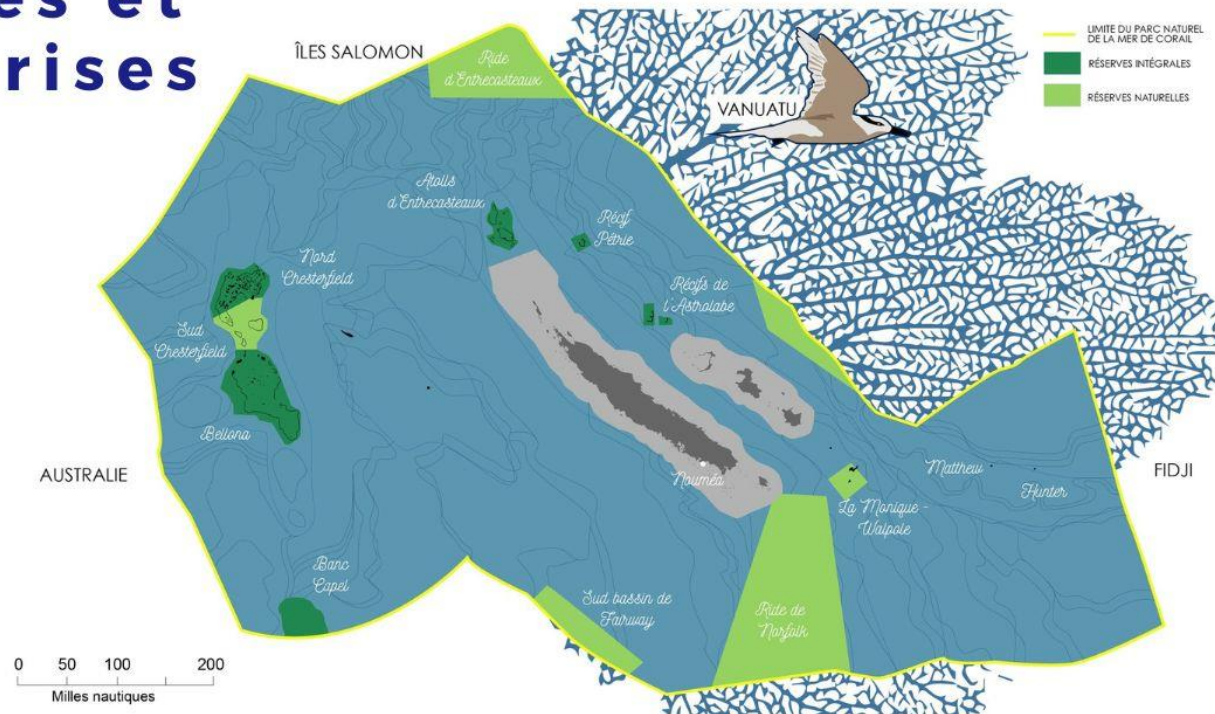 es et
rises
ÎLES SALOMON
Ride
d'Entrecasteaux
VANUATU
LIMITE DU PARC NATUREL
DE LA MER DE CORAIL
RÉSERVES INTÉGRALES
RÉSERVES NATURELLES
Atolls
d'Entrecasteaux
Récif
Pétrie
Nord
Chesterfield
Récifs de
l'Astrolabe
Sud
Chesterfield
Bellona
AUSTRALIE
Nouméa
Matthew
Hunter
FIDJI
La Monique -
Walpole
Banc
Capel
Sud bassin de
Fairway
Ride de
Norfolk
0 50 100 200
Milles nautiques